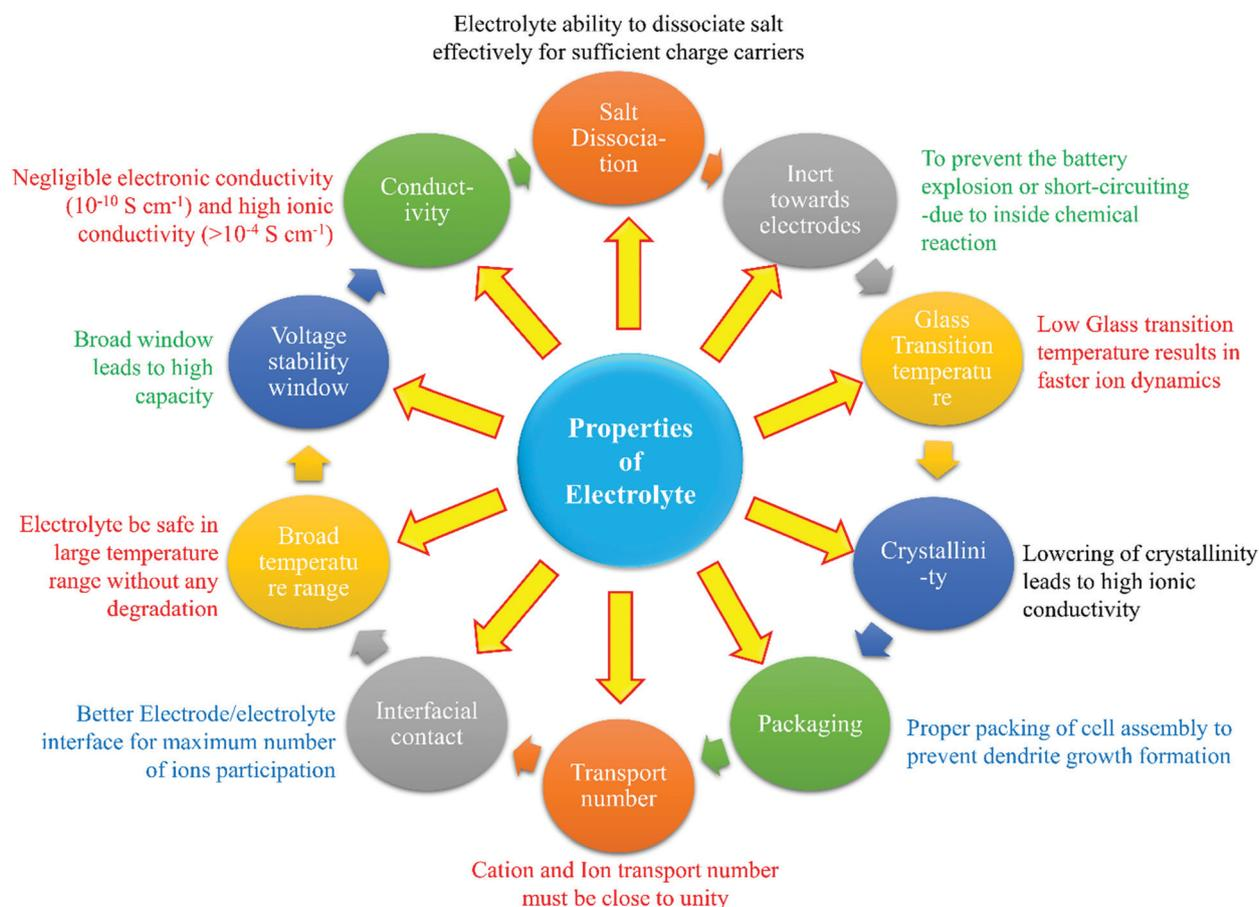 Electrolyte ability to dissociate salt
effectively for sufficient charge carriers
Salt
Dissocia-
tion
Inert
towards
electrodes
To prevent the battery
explosion or short-circuiting
-due to inside chemical
reaction
Glass
Transition
temperatu
re
Low Glass transition
temperature results in
faster ion dynamics
Crystallini
-ty
Lowering of crystallinity
leads to high ionic
conductivity
Packaging
Proper packing of cell assembly to
prevent dendrite growth formation
Transport
number
Cation and Ion transport number
must be close to unity
Interfacial
contact
Better Electrode/electrolyte
interface for maximum number
of ions participation
Broad
temperatu
re range
Electrolyte be safe in
large temperature
range without any
degradation
Voltage
stability
window
Broad window
leads to high
capacity
Conduct-
ivity
Negligible electronic conductivity
(10⁻¹⁰ S cm⁻¹) and high ionic
conductivity (>10⁻⁴ S cm⁻¹)
Properties
of
Electrolyte